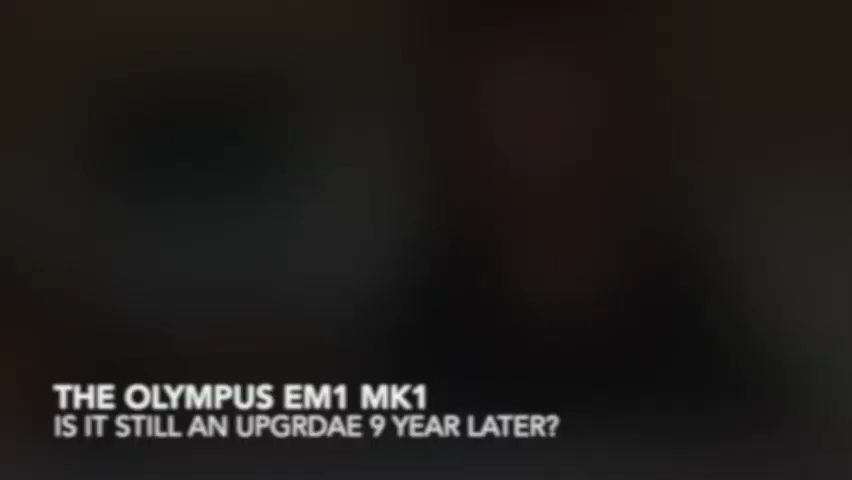 THE OLYMPUS EM1 MK1
IS IT STILL AN UPGRDAE 9 YEAR LATER?